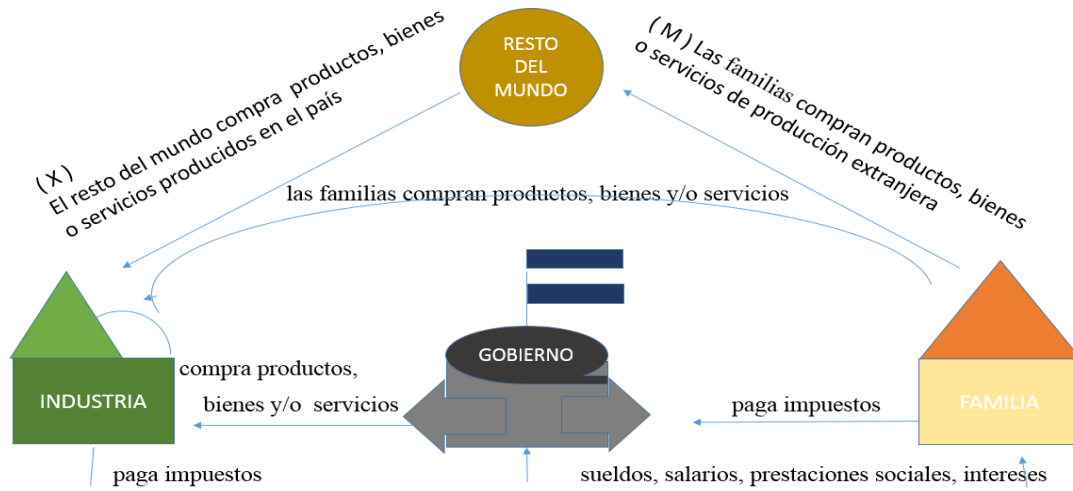 RESTO
DEL
MUNDO
( X )
El resto del mundo compra productos, bienes
o servicios producidos en el país
( M ) Las familias compran productos, bienes
o servicios de producción extranjera
las familias compran productos, bienes y/o servicios
GOBIERNO
compra productos,
bienes y/o servicios
INDUSTRIA
paga impuestos
FAMILIA
paga impuestos
sueldos, salarios, prestaciones sociales, intereses